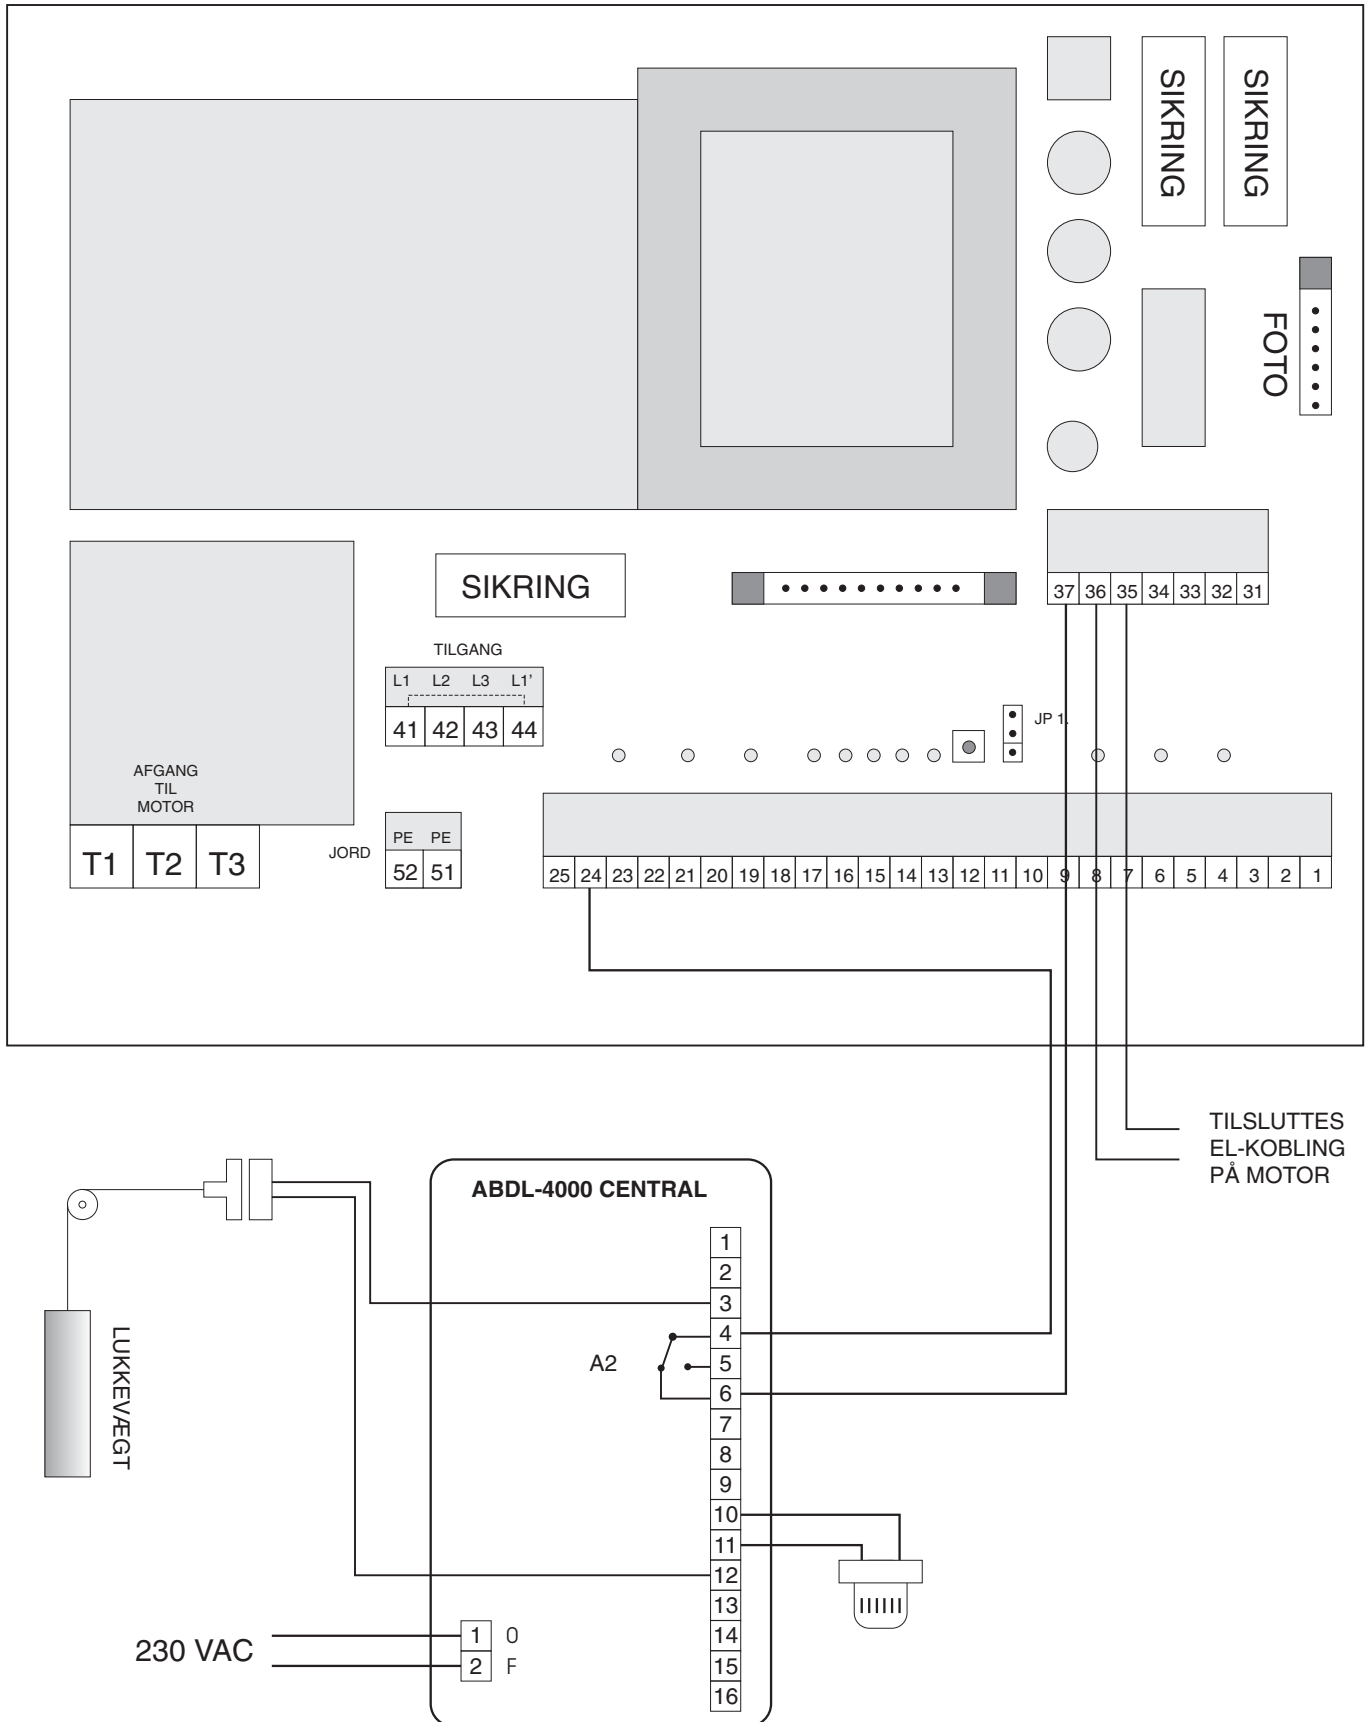 SIKRING
SIKRING
FOTO
SIKRING
37 36 35 34 33 32 31
TILGANG
L1 L2 L3 L1’
41 42 43 44
JP 1.
AFGANG
TIL
MOTOR
T1 T2 T3
JORD
PE PE
52 51
25 24 23 22 21 20 19 18 17 16 15 14 13 12 11 10 9 8 7 6 5 4 3 2 1
TILSLUTTES
EL-KOBLING
PÅ MOTOR
ABDL-4000 CENTRAL
LUKKEVÆGT
A2
1
2
3
4
5
6
7
8
9
10
11
12
13
14
15
16
230 VAC
1 0
2 F